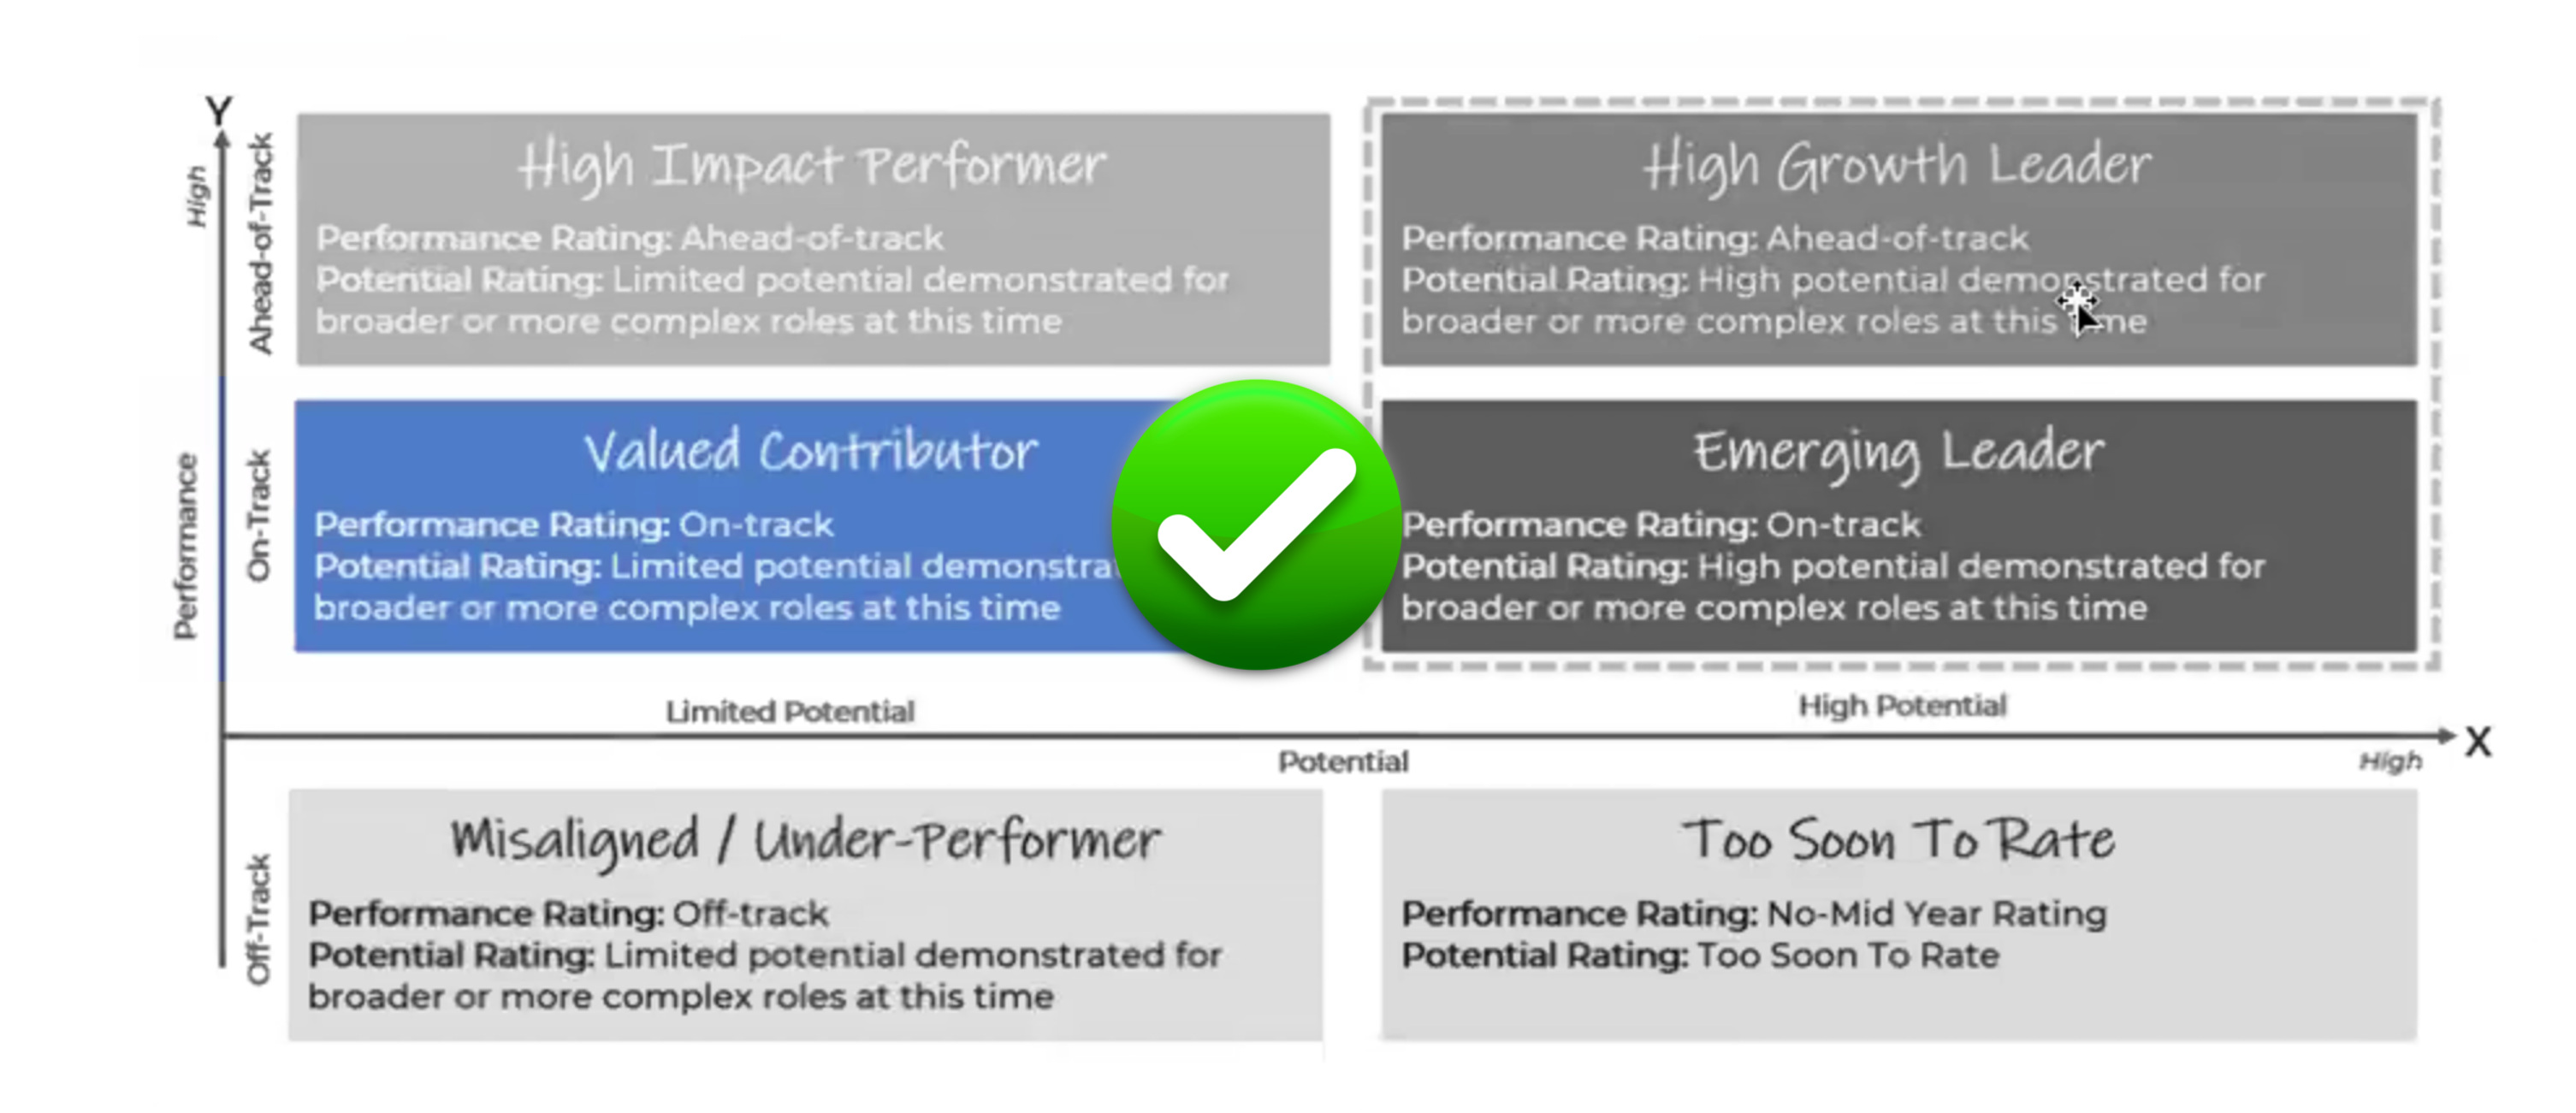 Y
High
Ahead-of-Track
High Impact Performer
Performance Rating: Ahead-of-track
Potential Rating: Limited potential demonstrated for
broader or more complex roles at this time
High Growth Leader
Performance Rating: Ahead-of-track
Potential Rating: High potential demonstrated for
broader or more complex roles at this time
Performance
On-Track
Valued Contributor
Performance Rating: On-track
Potential Rating: Limited potential
broader or more complex roles at this time
Emerging Leader
Performance Rating: On-track
Potential Rating: High potential demonstrated for
broader or more complex roles at this time
Limited Potential
High Potential
X
Potential
High
Off-Track
Misaligned / Under-Performer
Performance Rating: Off-track
Potential Rating: Limited potential demonstrated for
broader or more complex roles at this time
Too Soon To Rate
Performance Rating: No-Mid Year Rating
Potential Rating: Too Soon To Rate